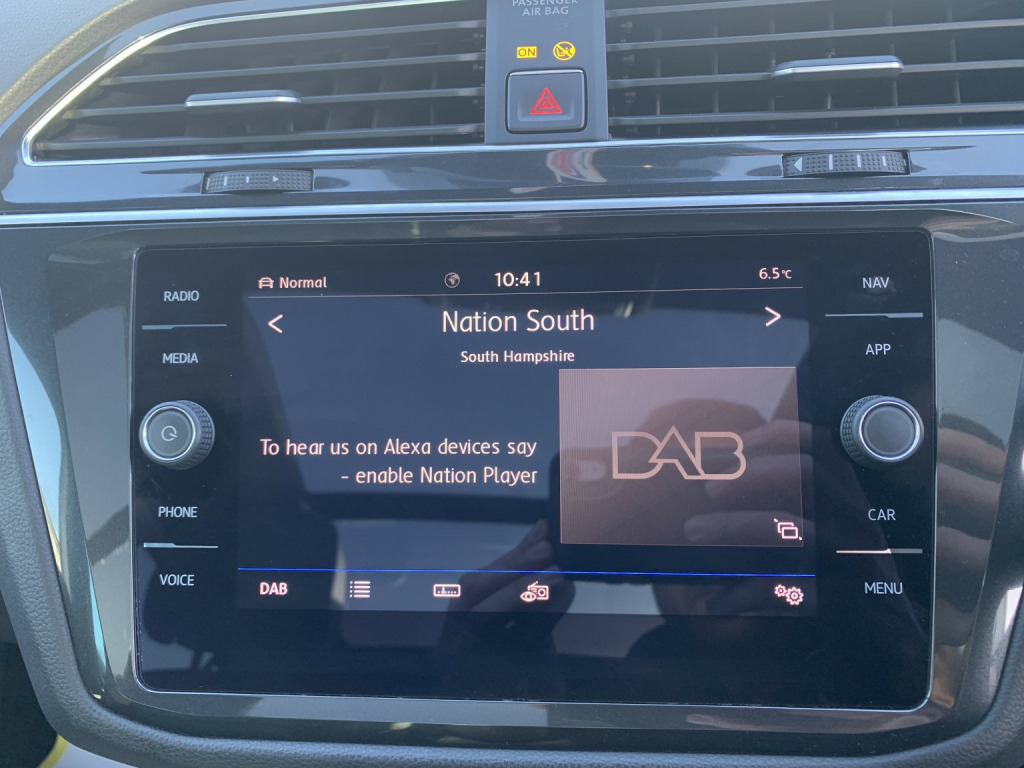 PASSENGER
AIR BAG
ON
Normal
10:41
6.5°C
RADIO
NAV
< Nation South >
MEDIA
South Hampshire
APP
To hear us on Alexa devices say
- enable Nation Player
DAB
PHONE
CAR
VOICE
DAB
MENU